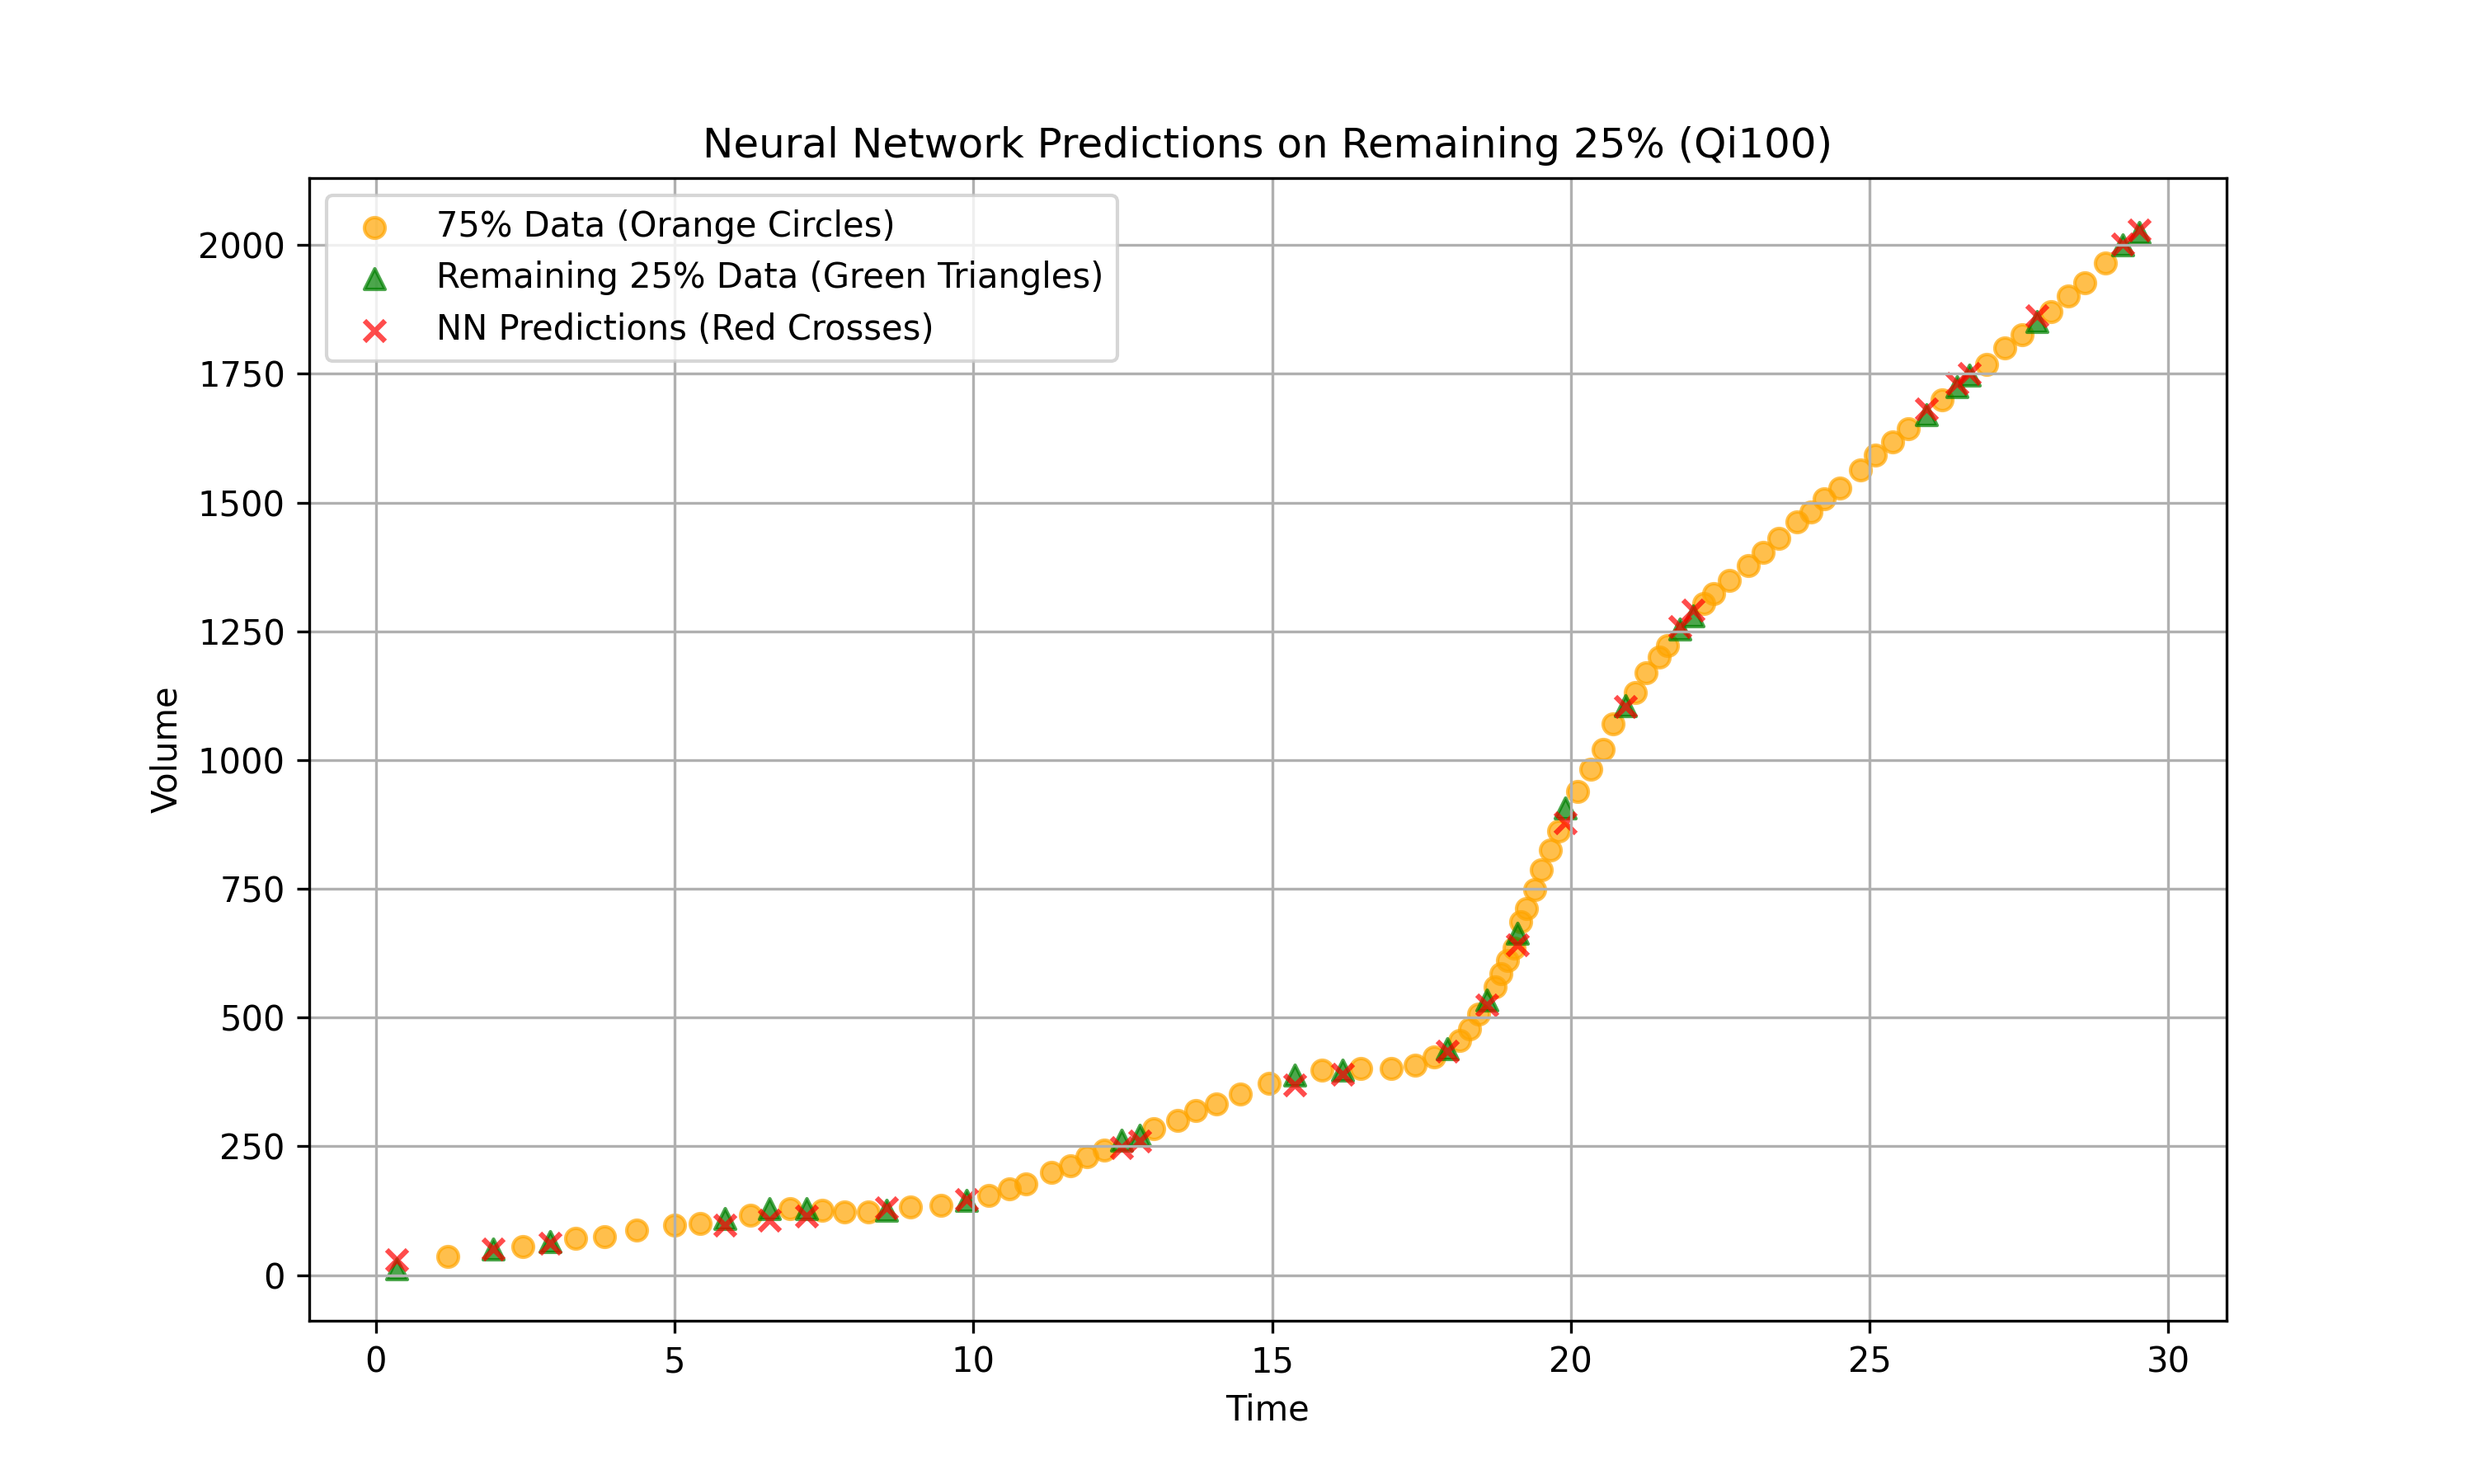 Neural Network Predictions on Remaining 25% (Qi100)
75% Data (Orange Circles)
Remaining 25% Data (Green Triangles)
NN Predictions (Red Crosses)
2000
1750
1500
1250
1000
750
500
250
0
Volume
0 5 10 15 20 25 30
Time